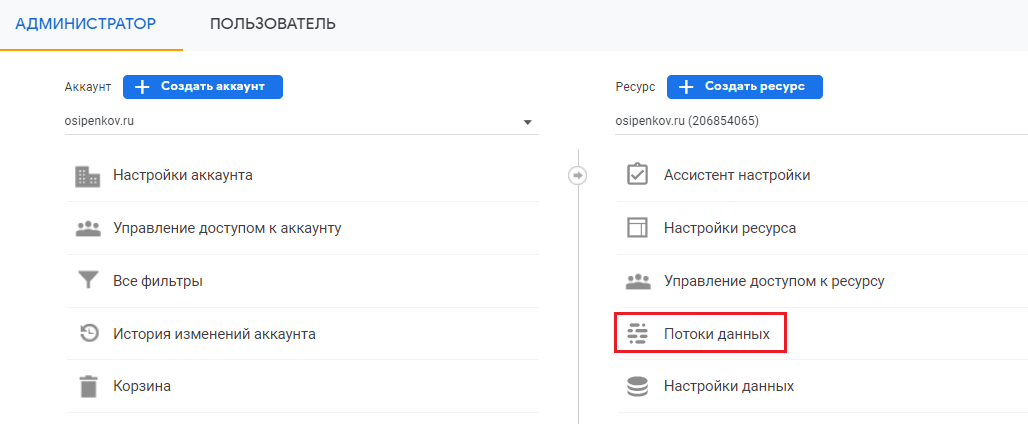 АДМИНИСТРАТОР ПОЛЬЗОВАТЕЛЬ
Аккаунт + Создать аккаунт
osipenkov.ru
Настройки аккаунта
Управление доступом к аккаунту
Все фильтры
История изменений аккаунта
Корзина
Ресурс + Создать ресурс
osipenkov.ru (206854065)
Ассистент настройки
Настройки ресурса
Управление доступом к ресурсу
Потоки данных
Настройки данных